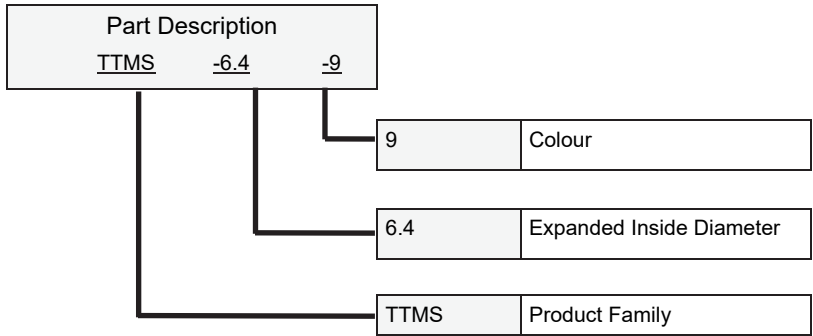 Part Description
TTMS -6.4 -9
9 Colour
6.4 Expanded Inside Diameter
TTMS Product Family